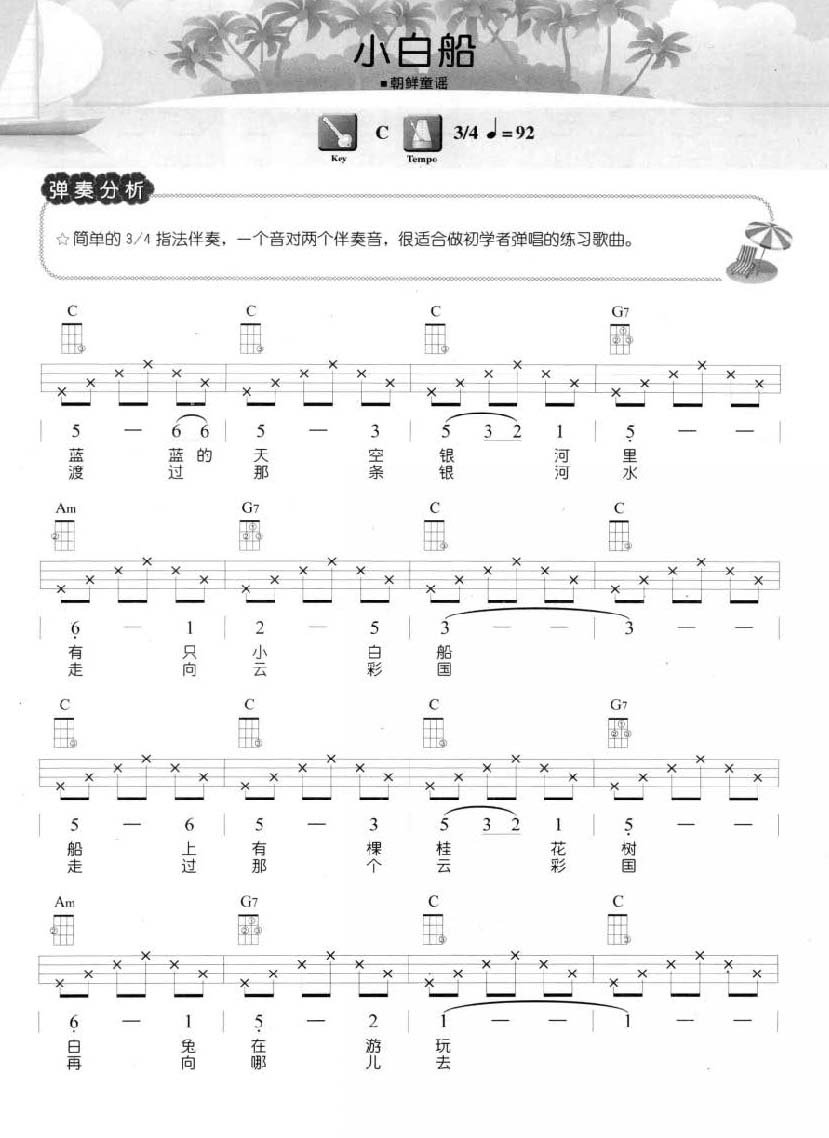 小白船
■朝鲜童谣
Key C Tempo 3/4 ♩=92
弹奏分析
☆简单的 3/4 指法伴奏，一个音对两个伴奏音，很适合做初学者弹唱的练习歌曲。
C C C G7
| 5 — 6 6 | 5 — 3 | 5 3 2 1 | 5̣ — — |
蓝 蓝 的 天 空 银 河 里
渡 过 那 条 银 河 水
Am G7 C C
| 6̣ — 1 | 2 — 5 | 3 — — | 3 — — |
有 只 小 白 船
走 向 云 彩 国
C C C G7
| 5 — 6 | 5 — 3 | 5 3 2 1 | 5̣ — — |
船 上 有 棵 桂 花 树
走 过 那 个 云 彩 国
Am G7 C C
| 6̣ — 1 | 5̣ — 2 | 1 — — | 1 — — |
白 兔 在 游 玩
再 向 哪 儿 去